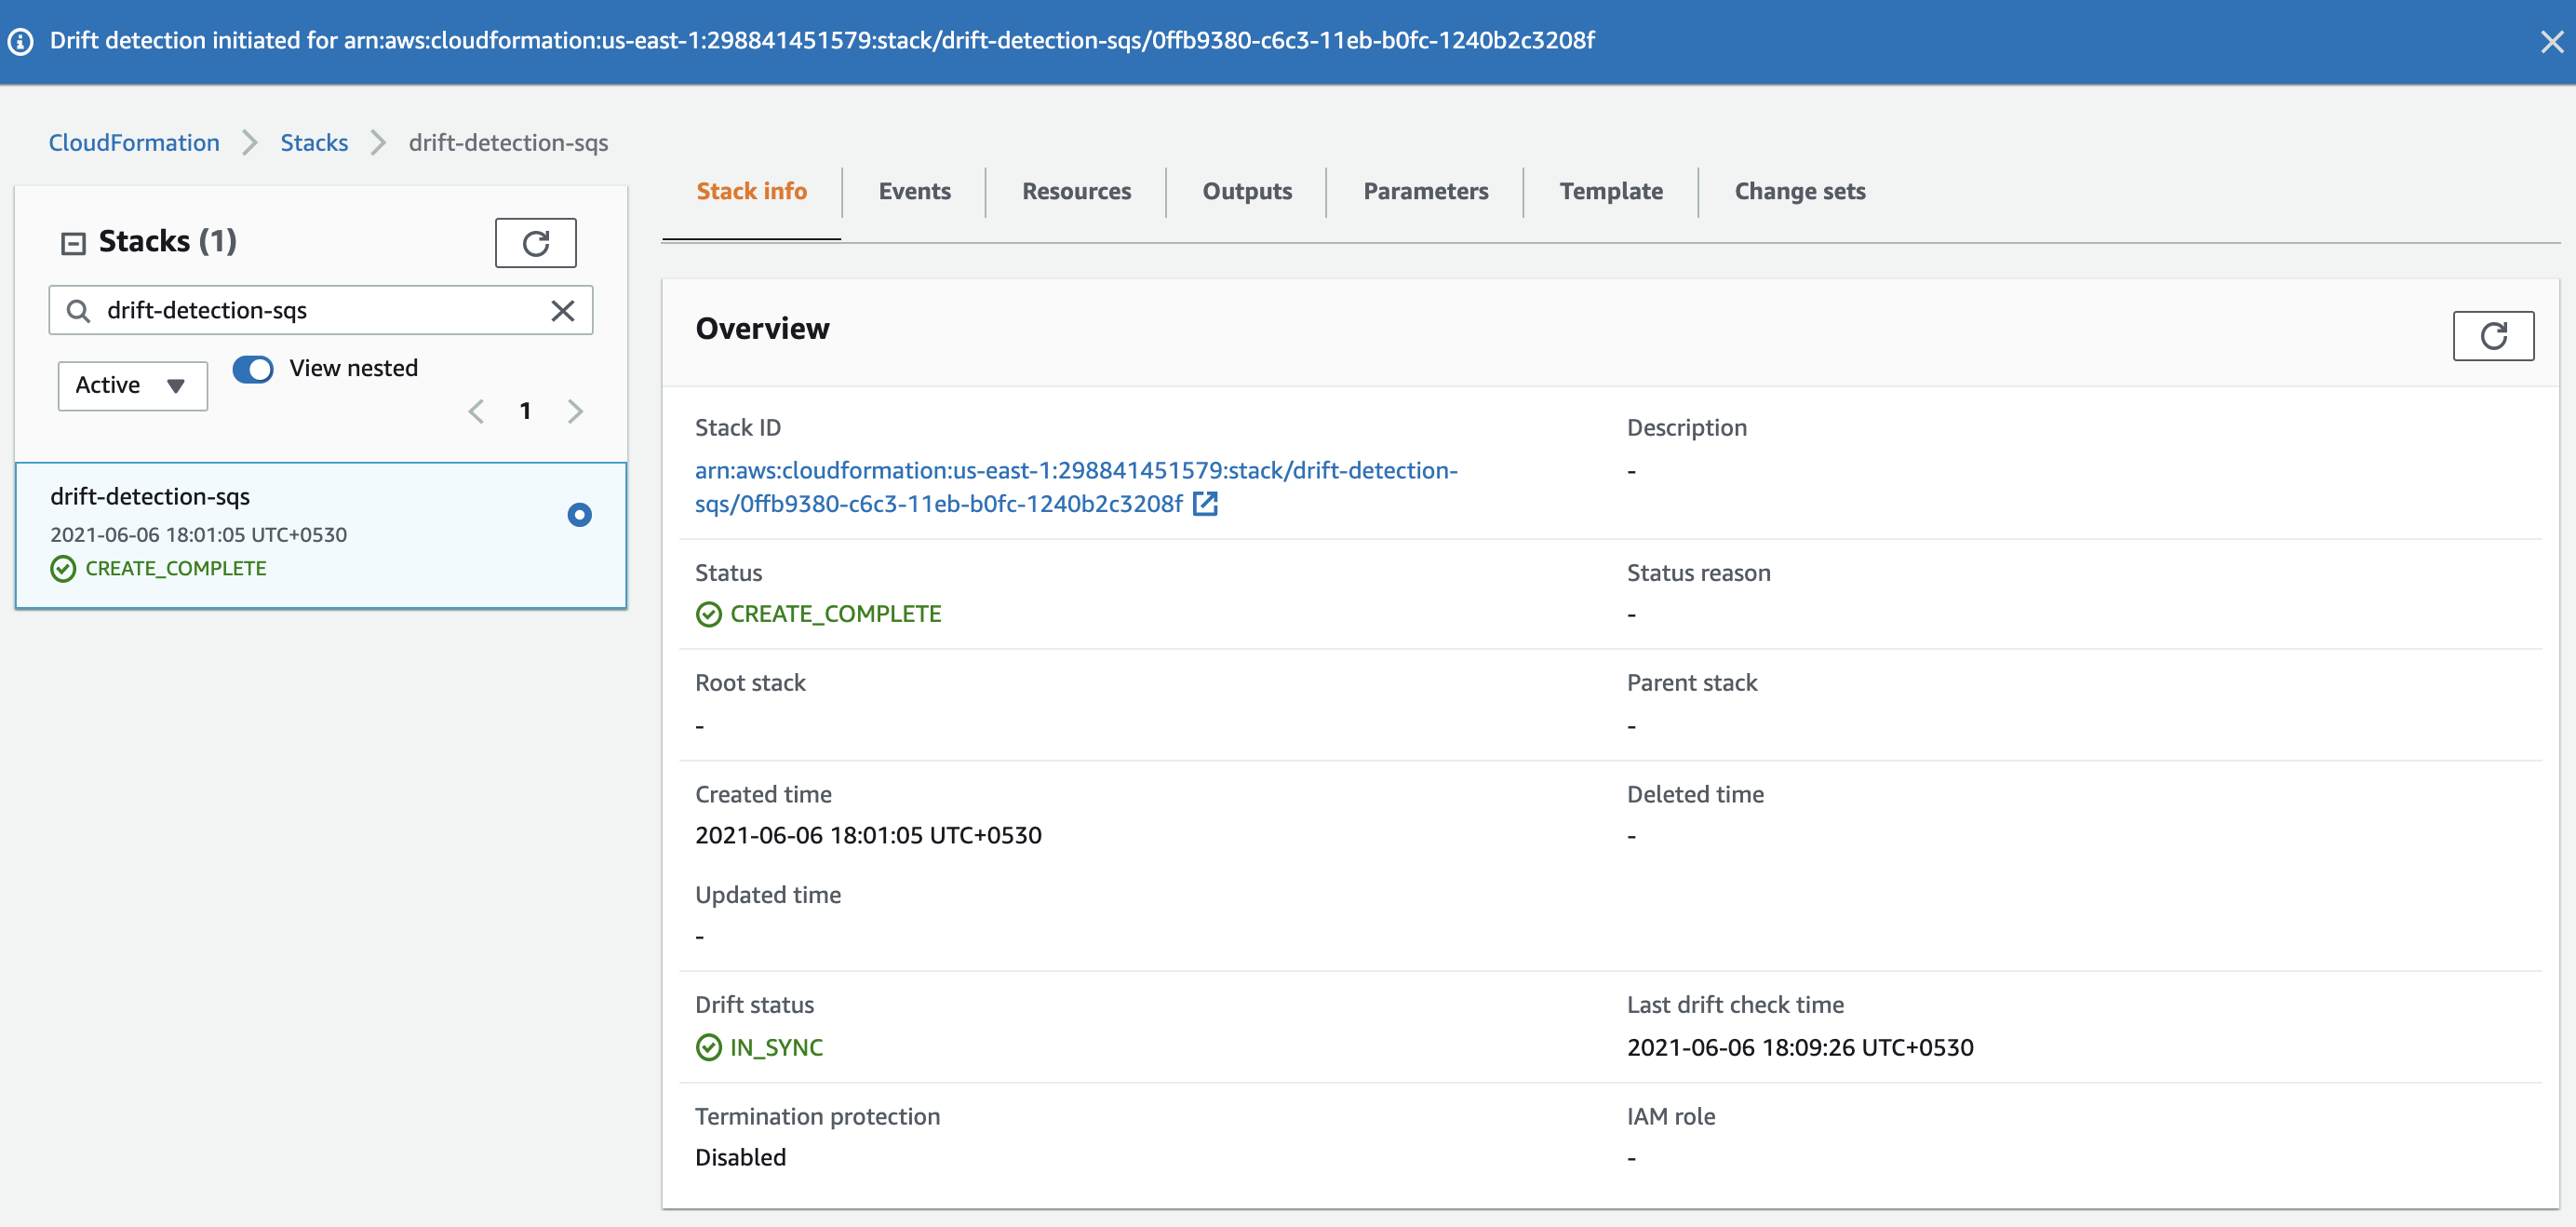 Drift detection initiated for arn:aws:cloudformation:us-east-1:298841451579:stack/drift-detection-sqs/0ffb9380-c6c3-11eb-b0fc-1240b2c3208f
CloudFormation
Stacks
drift-detection-sqs
Stacks (1)
drift-detection-sqs
Active
View nested
1
drift-detection-sqs
2021-06-06 18:01:05 UTC+0530
CREATE_COMPLETE
Stack info
Events
Resources
Outputs
Parameters
Template
Change sets
Overview
Stack ID
arn:aws:cloudformation:us-east-1:298841451579:stack/drift-detection-
sqs/0ffb9380-c6c3-11eb-b0fc-1240b2c3208f
Description
-
Status
CREATE_COMPLETE
Status reason
-
Root stack
-
Parent stack
-
Created time
2021-06-06 18:01:05 UTC+0530
Deleted time
-
Updated time
-
Drift status
IN_SYNC
Last drift check time
2021-06-06 18:09:26 UTC+0530
Termination protection
Disabled
IAM role
-